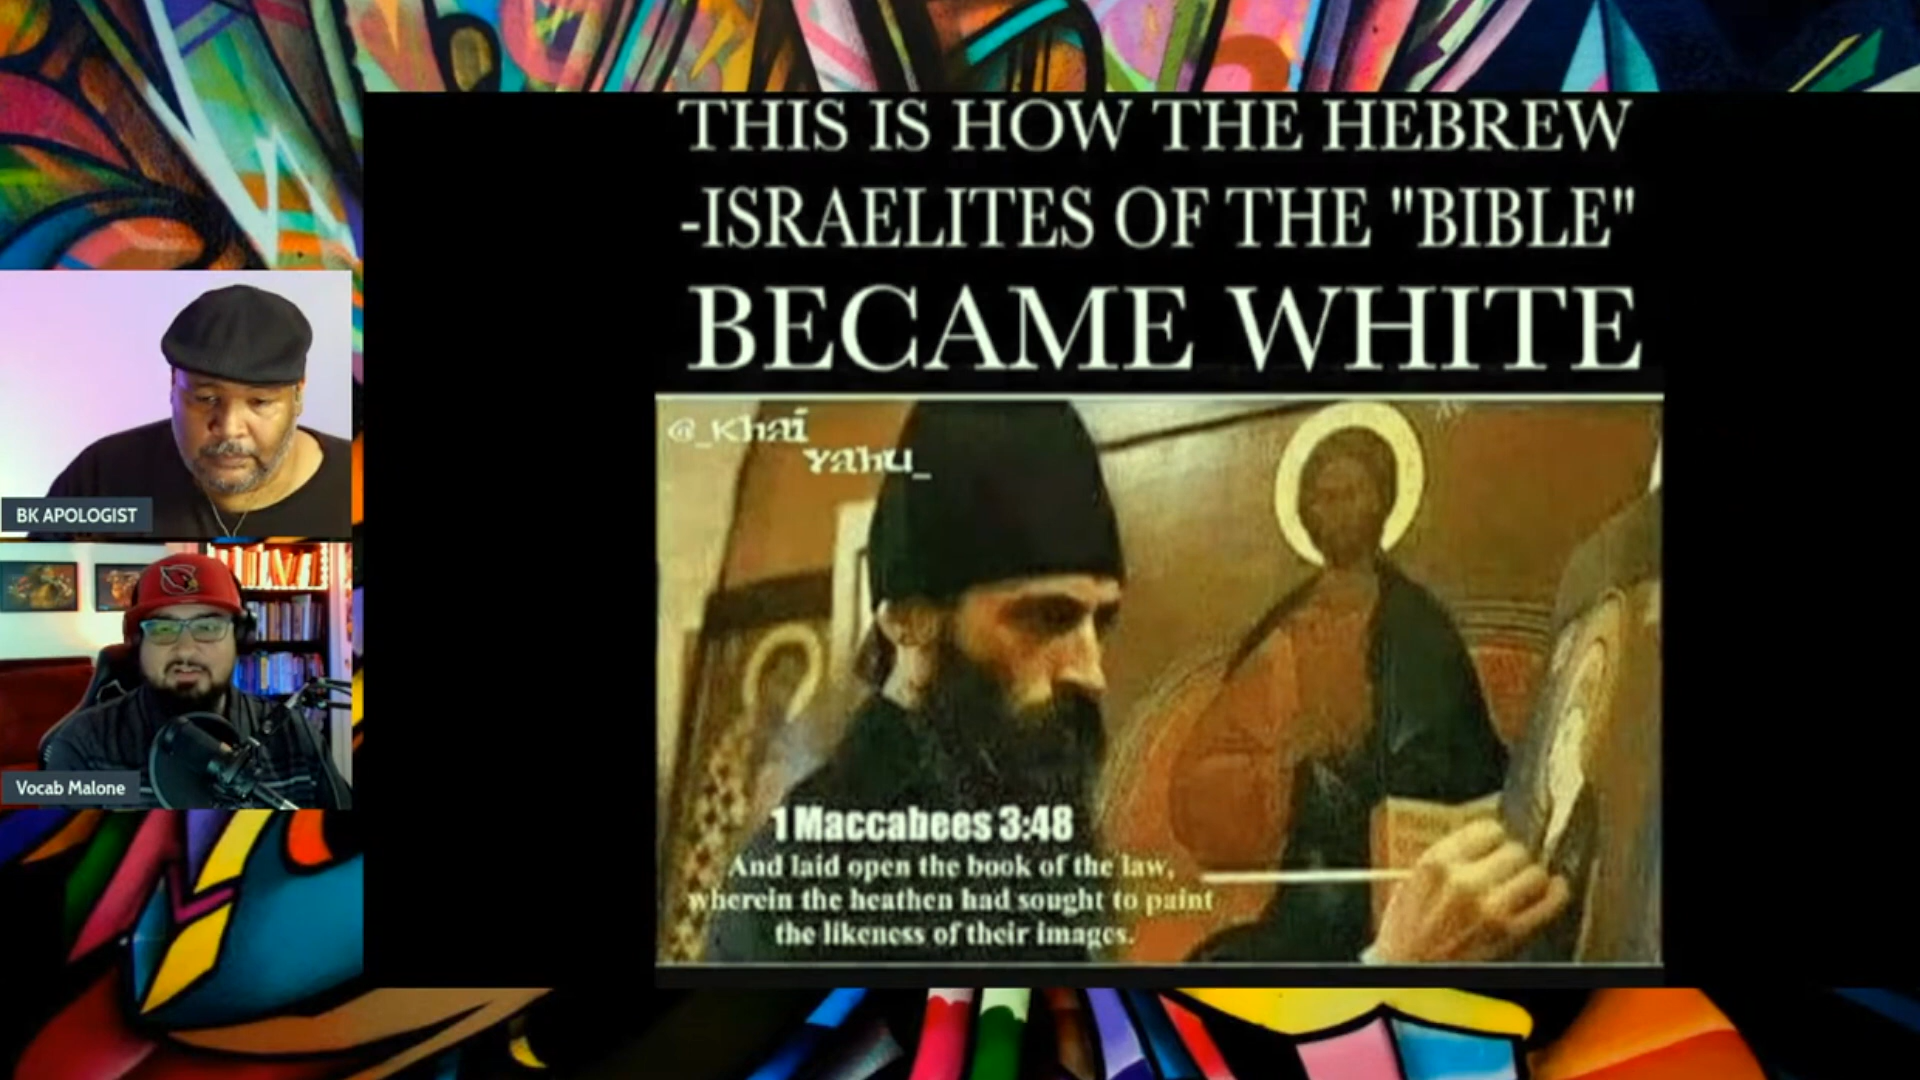 THIS IS HOW THE HEBREW
-ISRAELITES OF THE "BIBLE"
BECAME WHITE
@_Khai
Yahu_
1 Maccabees 3:48
And laid open the book of the law,
wherein the heathen had sought to paint
the likeness of their images.
BK APOLOGIST
Vocab Malone